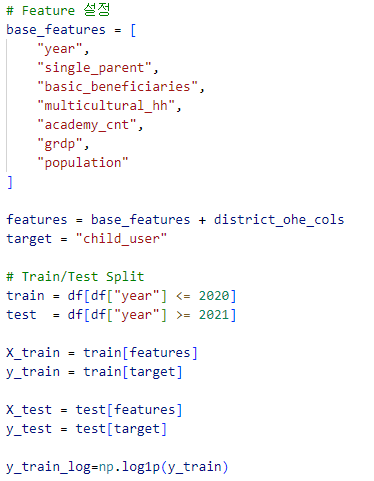 # Feature 설정
base_features = [
    "year",
    "single_parent",
    "basic_beneficiaries",
    "multicultural_hh",
    "academy_cnt",
    "grdp",
    "population"
]

features = base_features + district_ohe_cols
target = "child_user"

# Train/Test Split
train = df[df["year"] <= 2020]
test  = df[df["year"] >= 2021]

X_train = train[features]
y_train = train[target]

X_test = test[features]
y_test = test[target]

y_train_log=np.log1p(y_train)